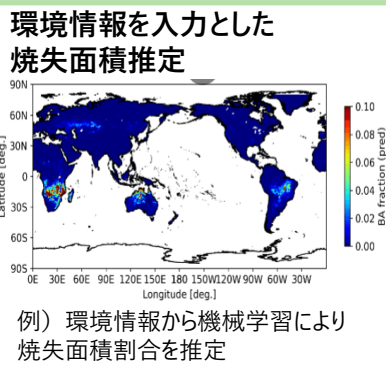 環境情報を入力とした
焼失面積推定
90N
60N
30N
0
30S
60S
90S
Latitude [deg.]
0E 30E 60E 90E 120E 150E 180 150W 120W 90W 60W 30W
Longitude [deg.]
0.10
0.08
0.06
0.04
0.02
0.00
BA fraction (pred)
例) 環境情報から機械学習により
焼失面積割合を推定